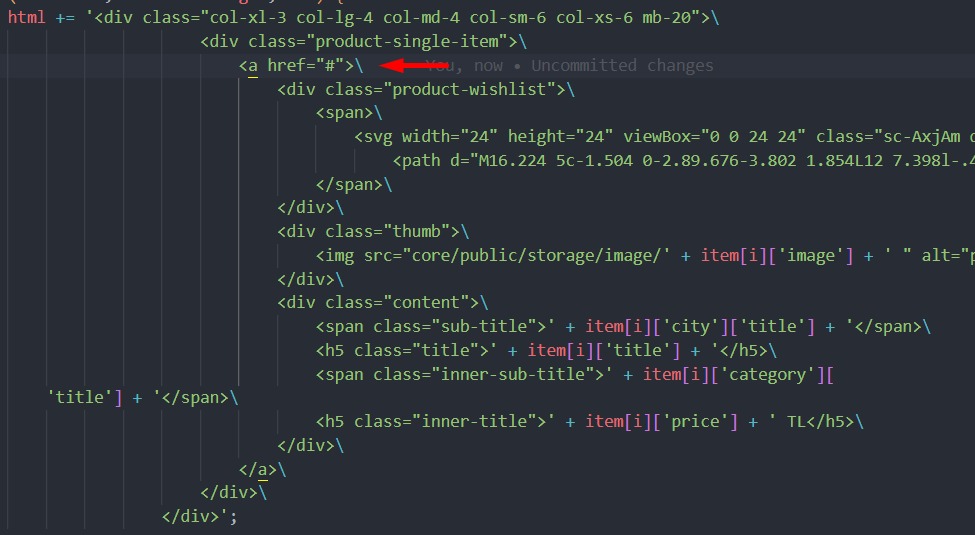 html += '<div class="col-xl-3 col-lg-4 col-md-4 col-sm-6 col-xs-6 mb-20">\
<div class="product-single-item">\
<a href="#">\ You, now • Uncommitted changes
<div class="product-wishlist">\
<span>\
<svg width="24" height="24" viewBox="0 0 24 24" class="sc-AxjAm
<path d="M16.224 5c-1.504 0-2.89.676-3.802 1.854L12 7.398l-.4
</span>\
</div>\
<div class="thumb">\
<img src="core/public/storage/image/' + item[i]['image'] + ' " alt="p
</div>\
<div class="content">\
<span class="sub-title">' + item[i]['city']['title'] + '</span>\
<h5 class="title">' + item[i]['title'] + '</h5>\
<span class="inner-sub-title">' + item[i]['category'][
'title'] + '</span>\
<h5 class="inner-title">' + item[i]['price'] + ' TL</h5>\
</div>\
</a>\
</div>\
</div>';